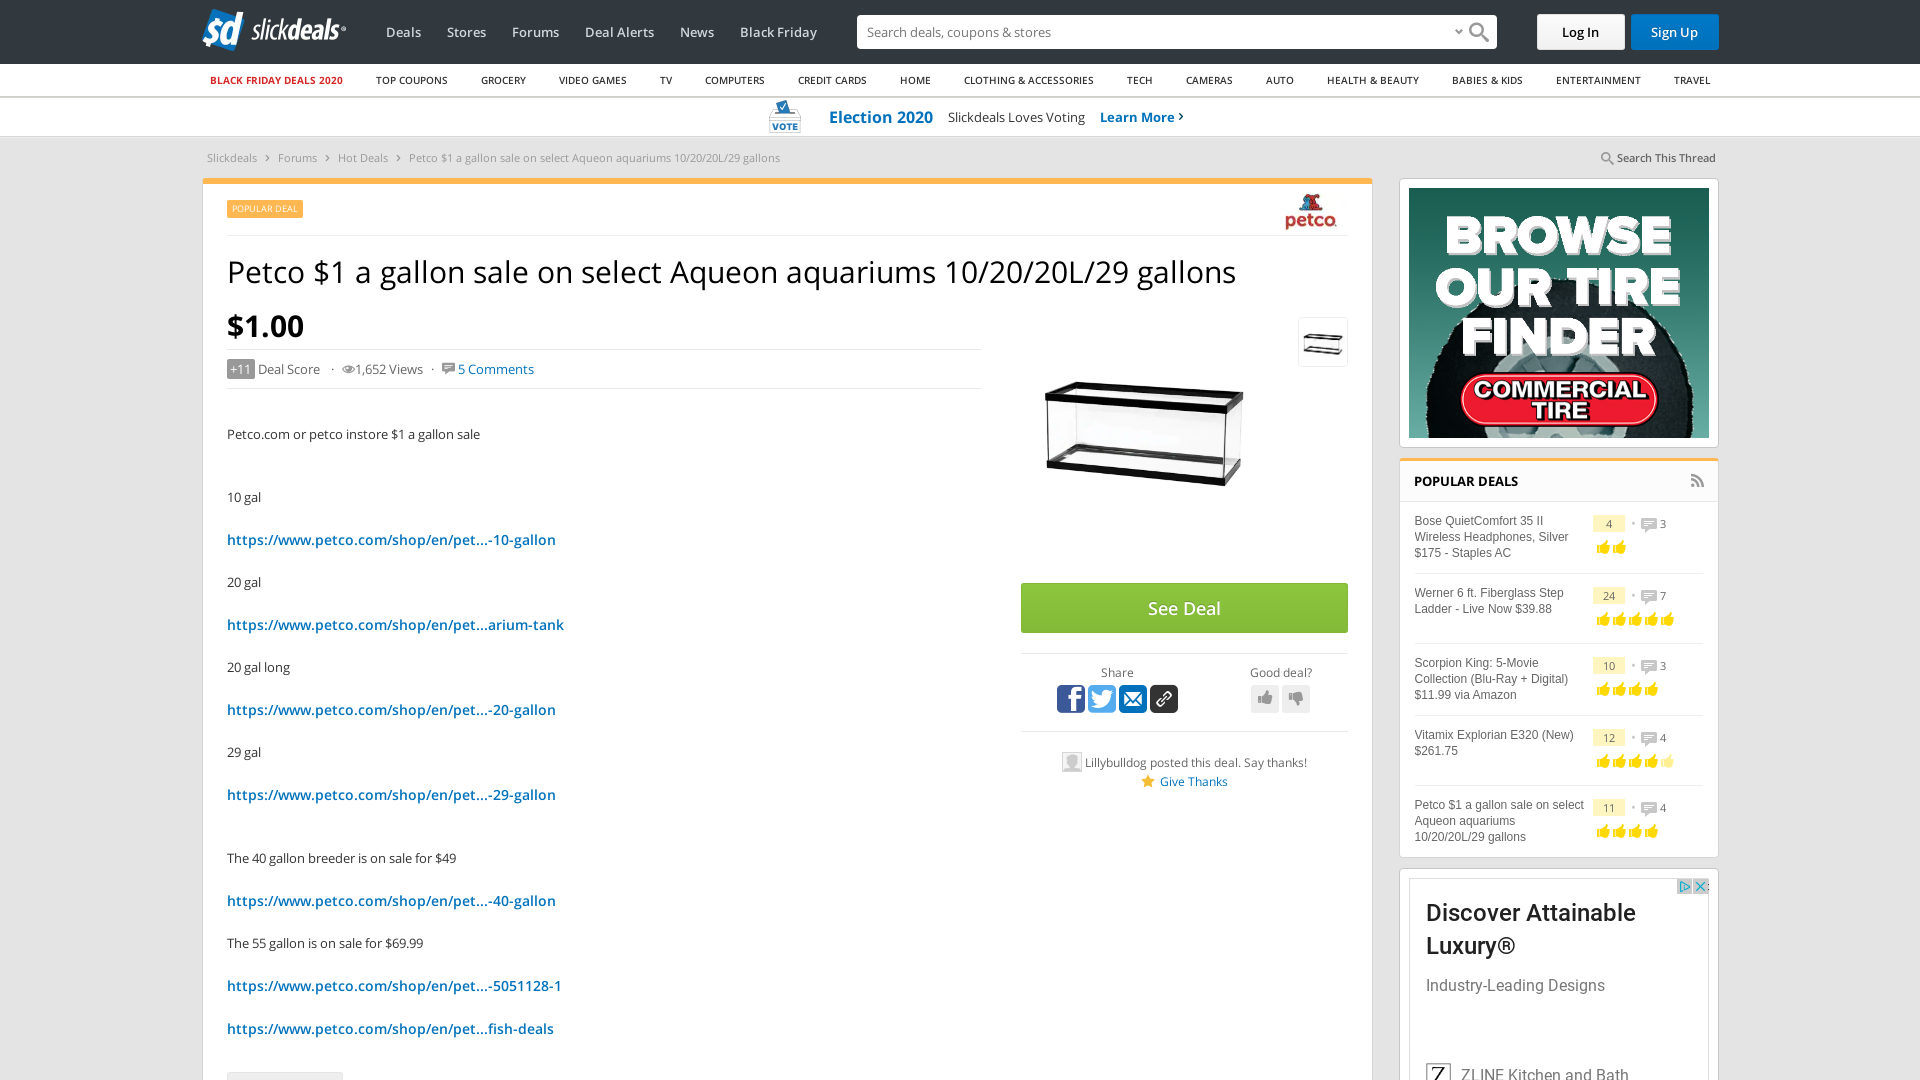 slickdeals
Deals
Stores
Forums
Deal Alerts
News
Black Friday
Search deals, coupons & shopping
Log In
Sign Up
BLACK FRIDAY DEALS 2020
TOP COUPONS
GROCERY
VIDEO GAMES
TV
COMPUTERS
CREDIT CARDS
HOME
CLOTHING & ACCESSORIES
TECH
CAMERAS
AUTO
HEALTH & BEAUTY
BABIES & KIDS
ENTERTAINMENT
TRAVEL
VOTE
Election 2020 Slickdeals Loves Voting Learn More
Slickdeals > Forums > Hot Deals > Petco $1 a gallon sale on select Aqueon aquariums 10/20/20L/29 gallons
Search This Thread
POPULAR DEAL
petco
Petco $1 a gallon sale on select Aqueon aquariums 10/20/20L/29 gallons
$1.00
+11 Deal Score · 1,652 Views · 5 Comments
Petco.com or petco instore $1 a gallon sale
10 gal
https://www.petco.com/shop/en/pet...-10-gallon
20 gal
https://www.petco.com/shop/en/pet...arium-tank
20 gal long
https://www.petco.com/shop/en/pet...-20-gallon
29 gal
https://www.petco.com/shop/en/pet...-29-gallon
The 40 gallon breeder is on sale for $49
https://www.petco.com/shop/en/pet...-40-gallon
The 55 gallon is on sale for $69.99
https://www.petco.com/shop/en/pet...-5051128-1
https://www.petco.com/shop/en/pet...fish-deals
See Deal
Share
Good deal?
Lillybulldog posted this deal. Say thanks!
Give Thanks
BROWSE
OUR TIRE
FINDER
COMMERCIAL
TIRE
POPULAR DEALS
Bose QuietComfort 35 II
Wireless Headphones, Silver
$175 - Staples AC
4 • 3
Werner 6 ft. Fiberglass Step
Ladder - Live Now $39.88
24 • 7
Scorpion King: 5-Movie
Collection (Blu-Ray + Digital)
$11.99 via Amazon
10 • 3
Vitamix Explorian E320 (New)
$261.75
12 • 4
Petco $1 a gallon sale on select
Aqueon aquariums
10/20/20L/29 gallons
11 • 4
Discover Attainable
Luxury®
Industry-Leading Designs
Z ZLINE Kitchen and Bath